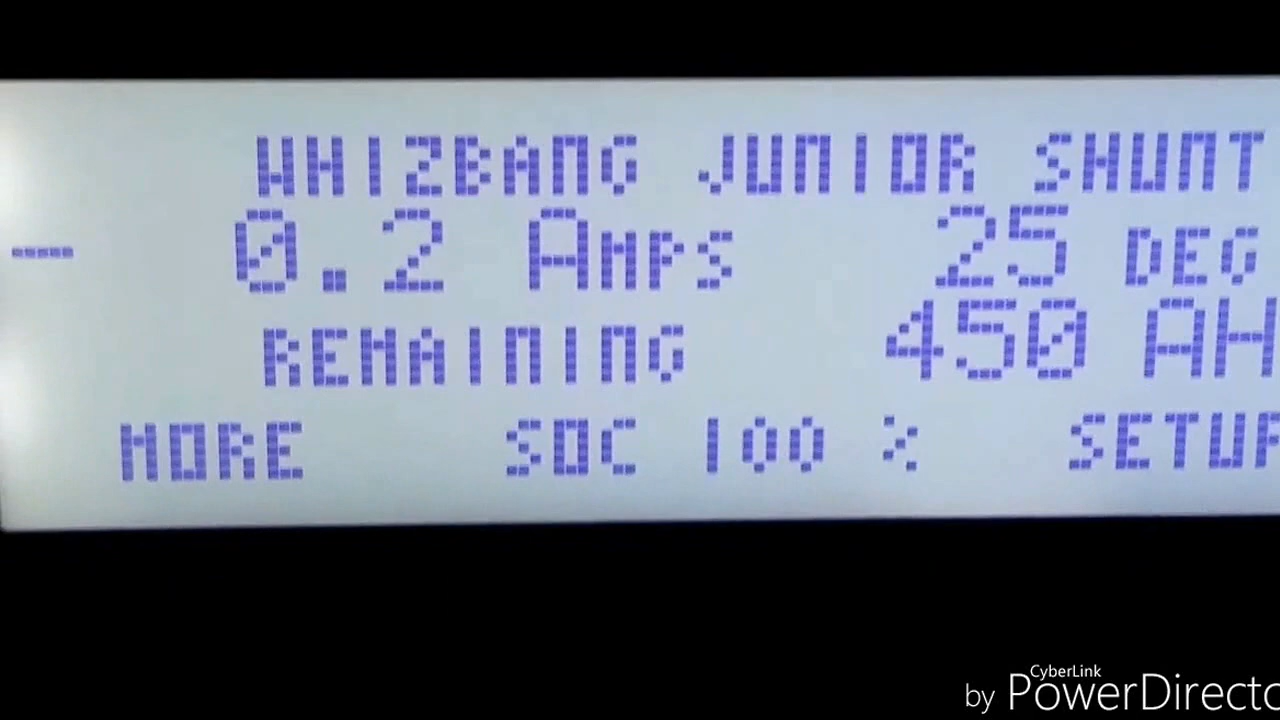 WHIZBANG JUNIOR SHUNT
- 0.2 AMPS 25 DEG
REMAINING 450 AH
MORE SOC 100 % SETUP
CyberLink
by PowerDirecto